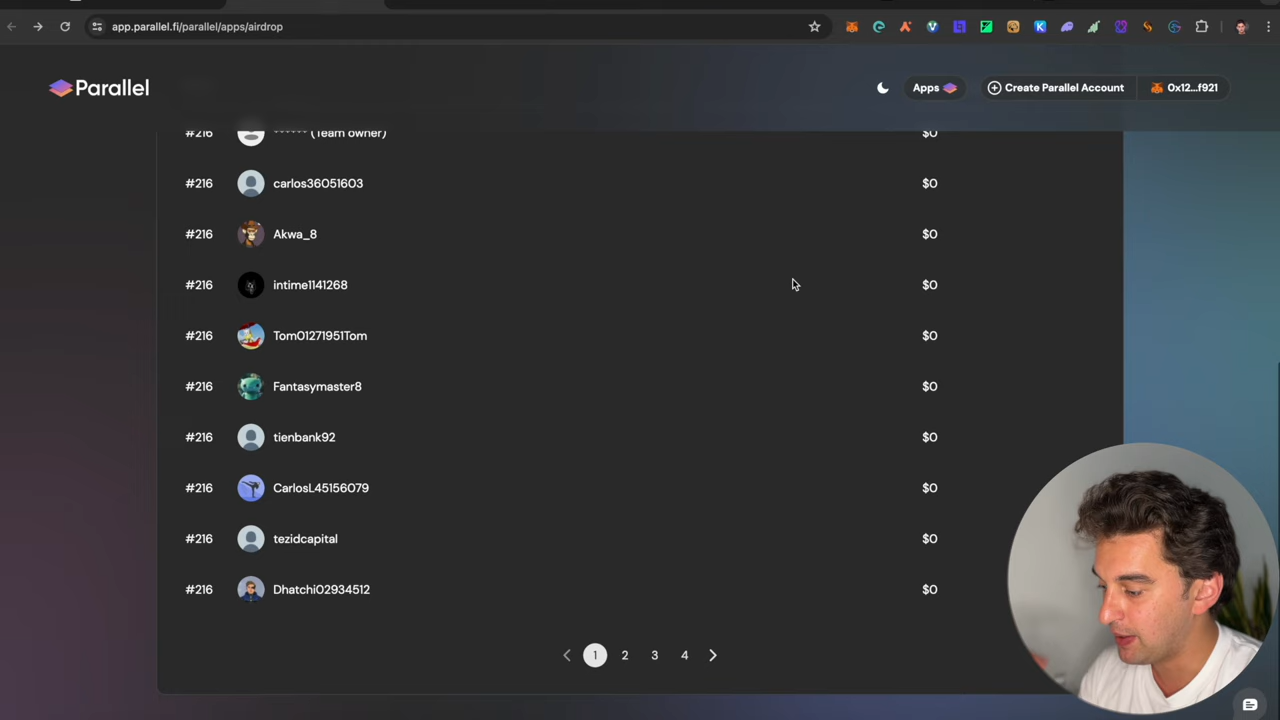 app.parallel.fi/parallel/apps/airdrop
Parallel
Apps
Create Parallel Account
0x12...f921
#216 ****** (Team owner) $0
#216 carlos36051603 $0
#216 Akwa_8 $0
#216 intime1141268 $0
#216 Tom01271951Tom $0
#216 Fantasymaster8 $0
#216 tienbank92 $0
#216 CarlosL45156079 $0
#216 tezidcapital $0
#216 Dhatchi02934512 $0
1 2 3 4